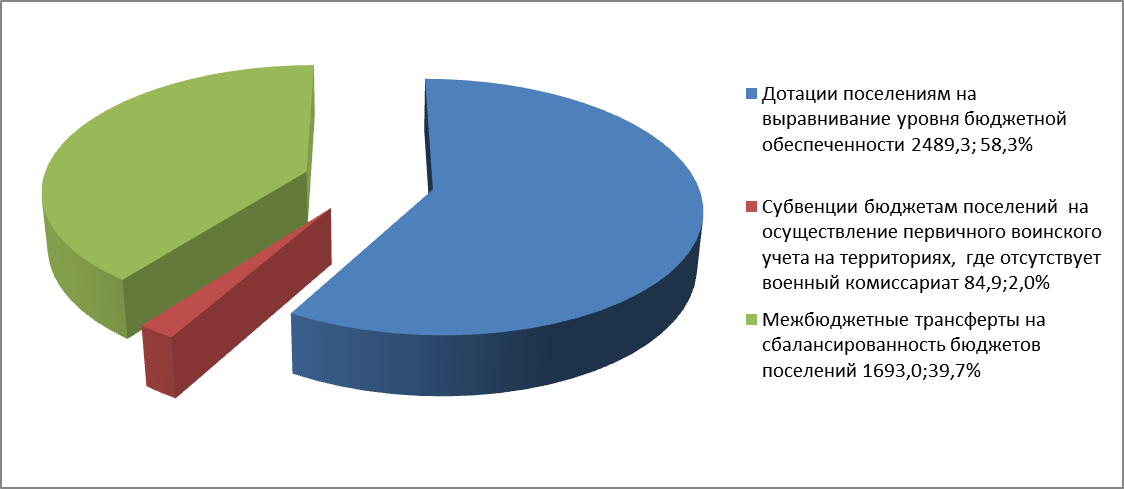 Дотации поселениям на
выравнивание уровня бюджетной
обеспеченности 2489,3; 58,3%
Субвенции бюджетам поселений на
осуществление первичного воинского
учета на территориях, где отсутствует
военный комиссариат 84,9;2,0%
Межбюджетные трансферты на
сбалансированность бюджетов
поселений 1693,0;39,7%